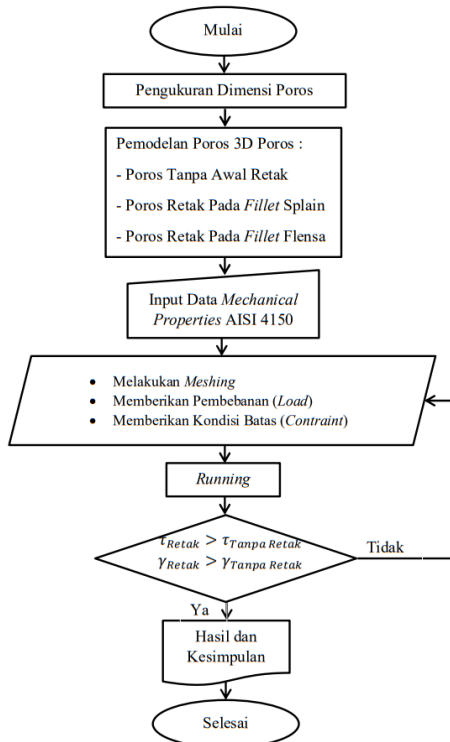 Mulai
Pengukuran Dimensi Poros
Pemodelan Poros 3D Poros :
- Poros Tanpa Awal Retak
- Poros Retak Pada Fillet Splain
- Poros Retak Pada Fillet Flensa
Input Data Mechanical
Properties AISI 4150
• Melakukan Meshing
• Memberikan Pembebanan (Load)
• Memberikan Kondisi Batas (Contraint)
Running
τRetak > τTanpa Retak
γRetak > γTanpa Retak
Tidak
Ya
Hasil dan
Kesimpulan
Selesai